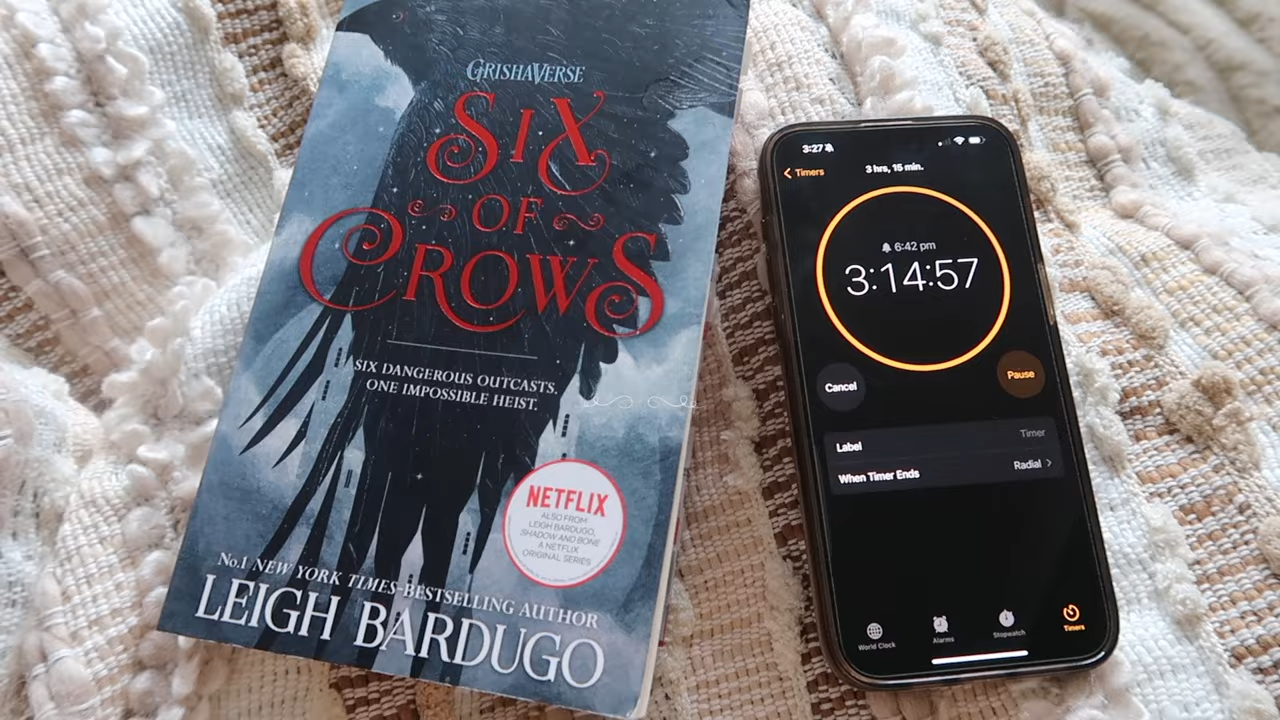 GRISHAVERSE
SIX
OF
CROWS
SIX DANGEROUS OUTCASTS.
ONE IMPOSSIBLE HEIST.
NETFLIX
ALSO FROM
LEIGH BARDUGO,
SHADOW AND BONE
A NETFLIX
ORIGINAL SERIES
No.1 NEW YORK TIMES-BESTSELLING AUTHOR
LEIGH BARDUGO
3:27
Timers
3 hrs, 15 min.
6:42 pm
3:14:57
Cancel
Pause
Label
Timer
When Timer Ends
Radial
World Clock
Alarms
Stopwatch
Timers